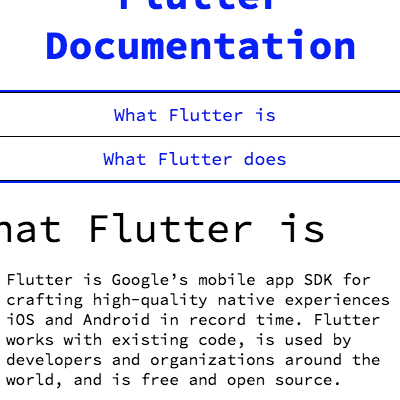 Flutter
Documentation
What Flutter is
What Flutter does
hat Flutter is
Flutter is Google’s mobile app SDK for
crafting high-quality native experiences
iOS and Android in record time. Flutter
works with existing code, is used by
developers and organizations around the
world, and is free and open source.